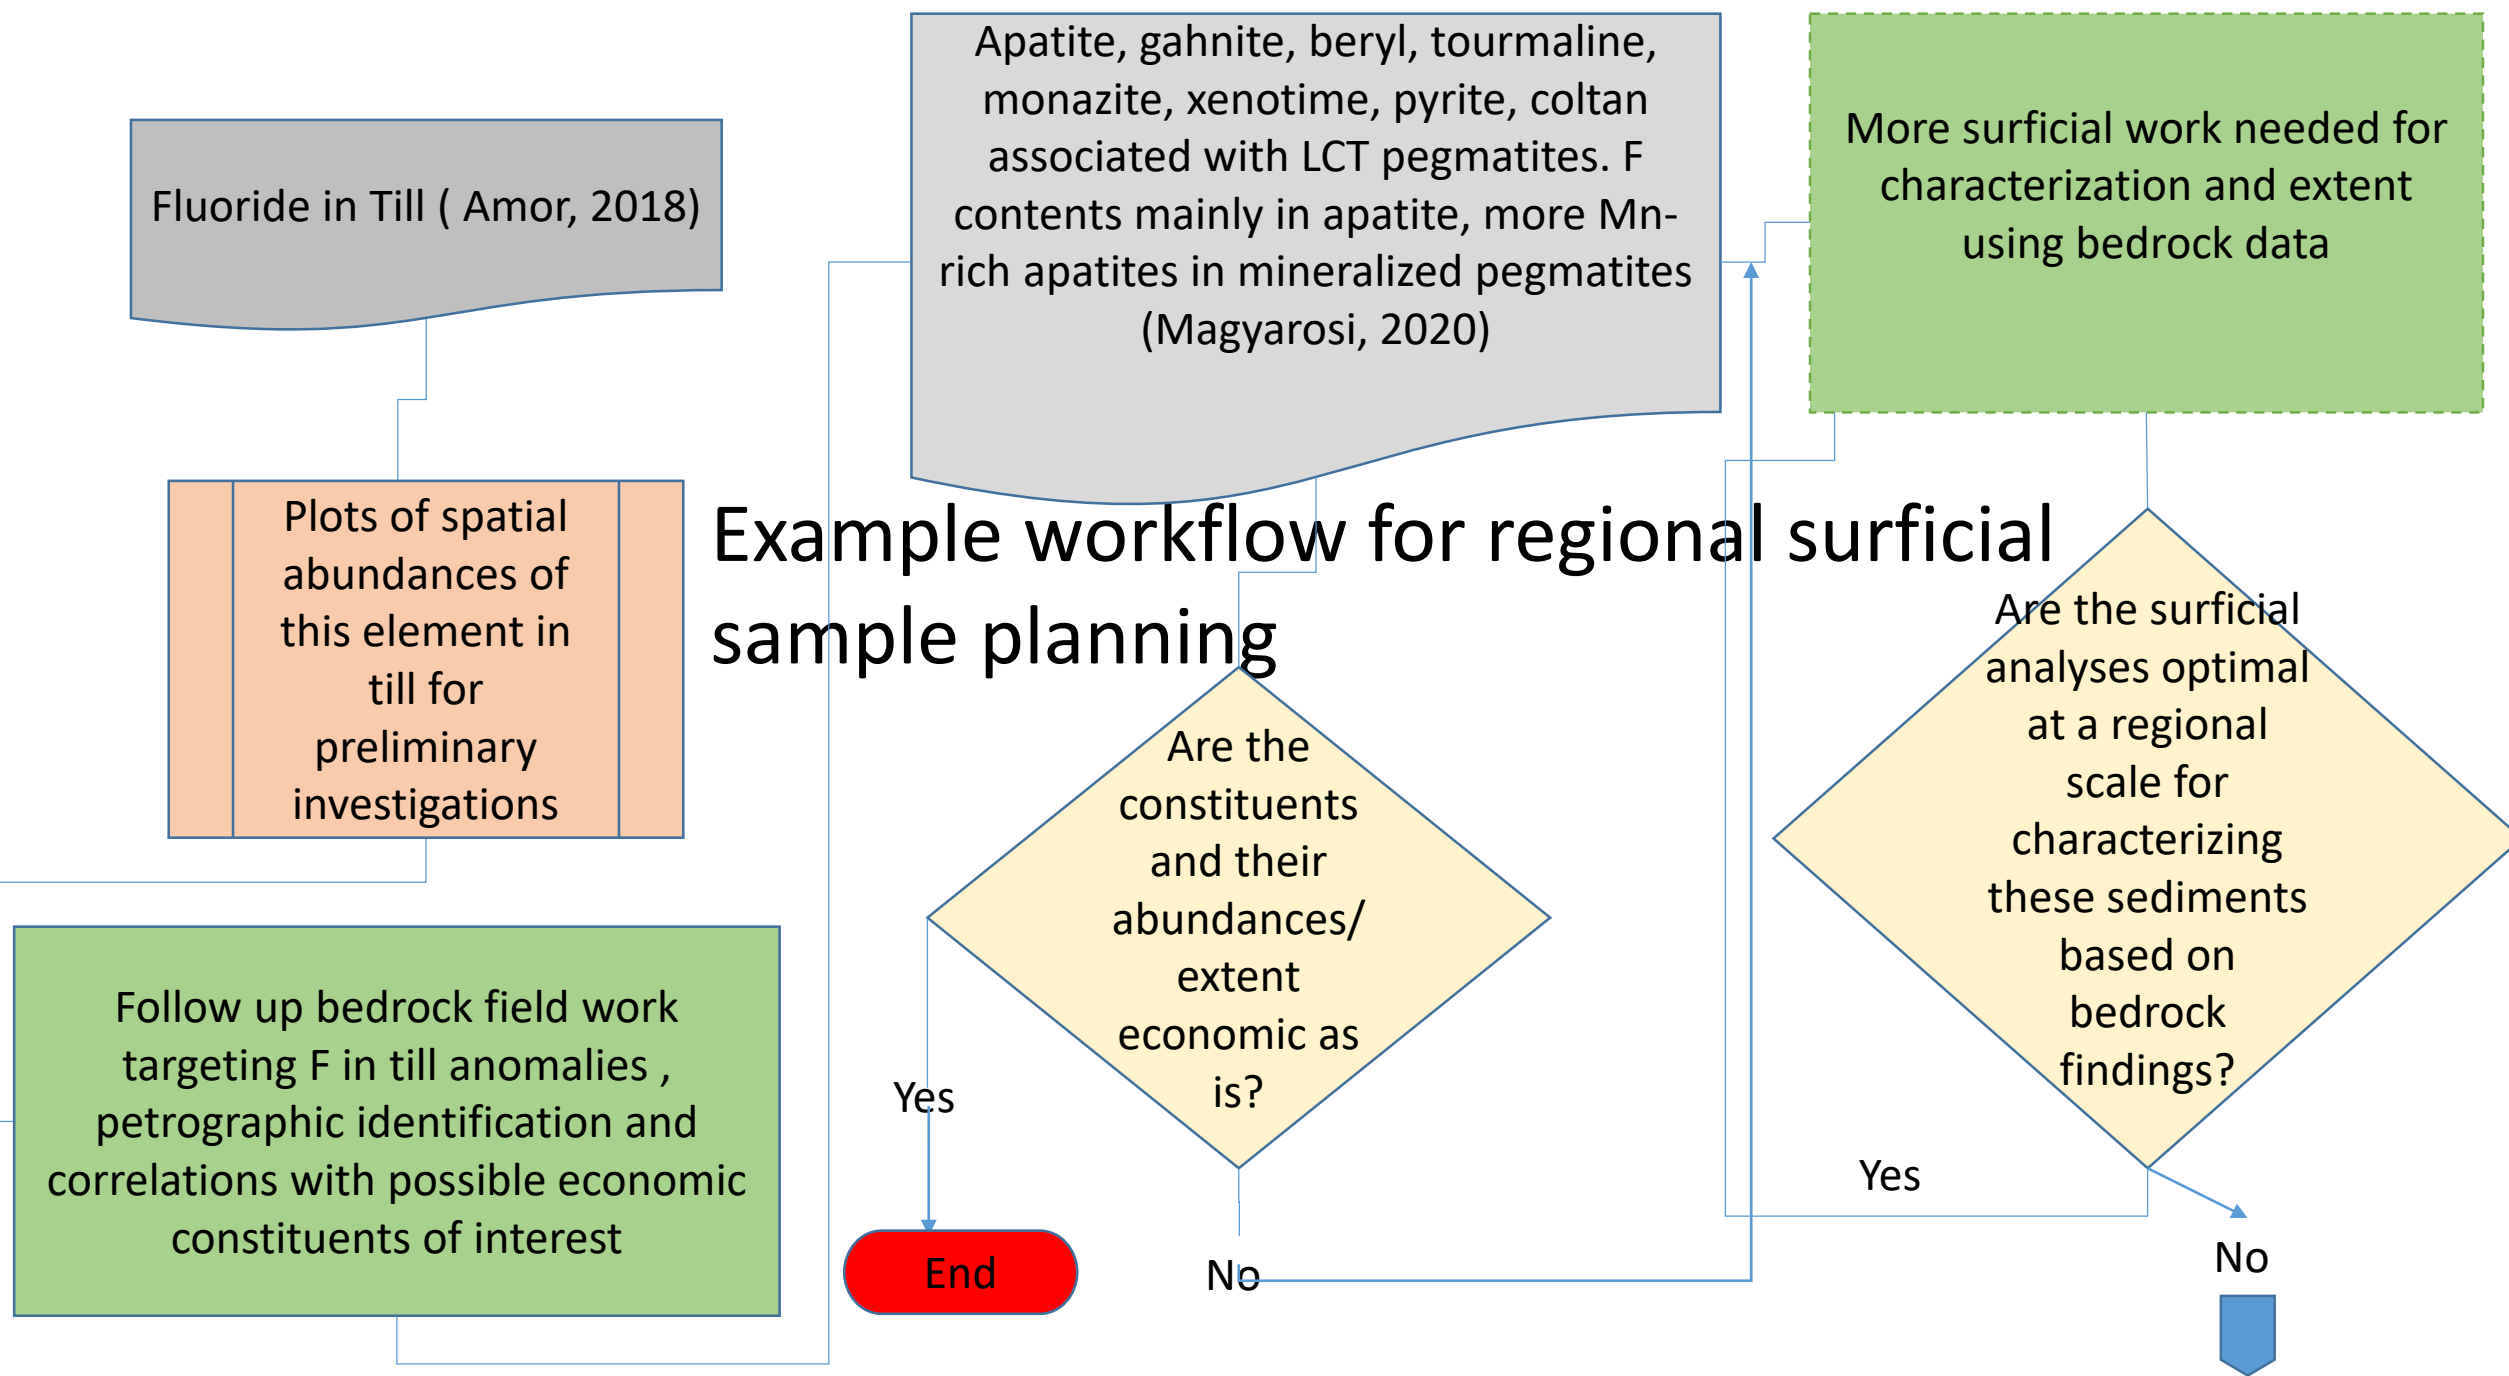 Fluoride in Till ( Amor, 2018)
Plots of spatial
abundances of
this element in
till for
preliminary
investigations
Follow up bedrock field work
targeting F in till anomalies ,
petrographic identification and
correlations with possible economic
constituents of interest
Apatite, gahnite, beryl, tourmaline,
monazite, xenotime, pyrite, coltan
associated with LCT pegmatites. F
contents mainly in apatite, more Mn-
rich apatites in mineralized pegmatites
(Magyarosi, 2020)
Example workflow for regional surficial
sample planning
Are the
constituents
and their
abundances/
extent
economic as
is?
Yes
End
No
More surficial work needed for
characterization and extent
using bedrock data
Are the surficial
analyses optimal
at a regional
scale for
characterizing
these sediments
based on
bedrock
findings?
Yes
No